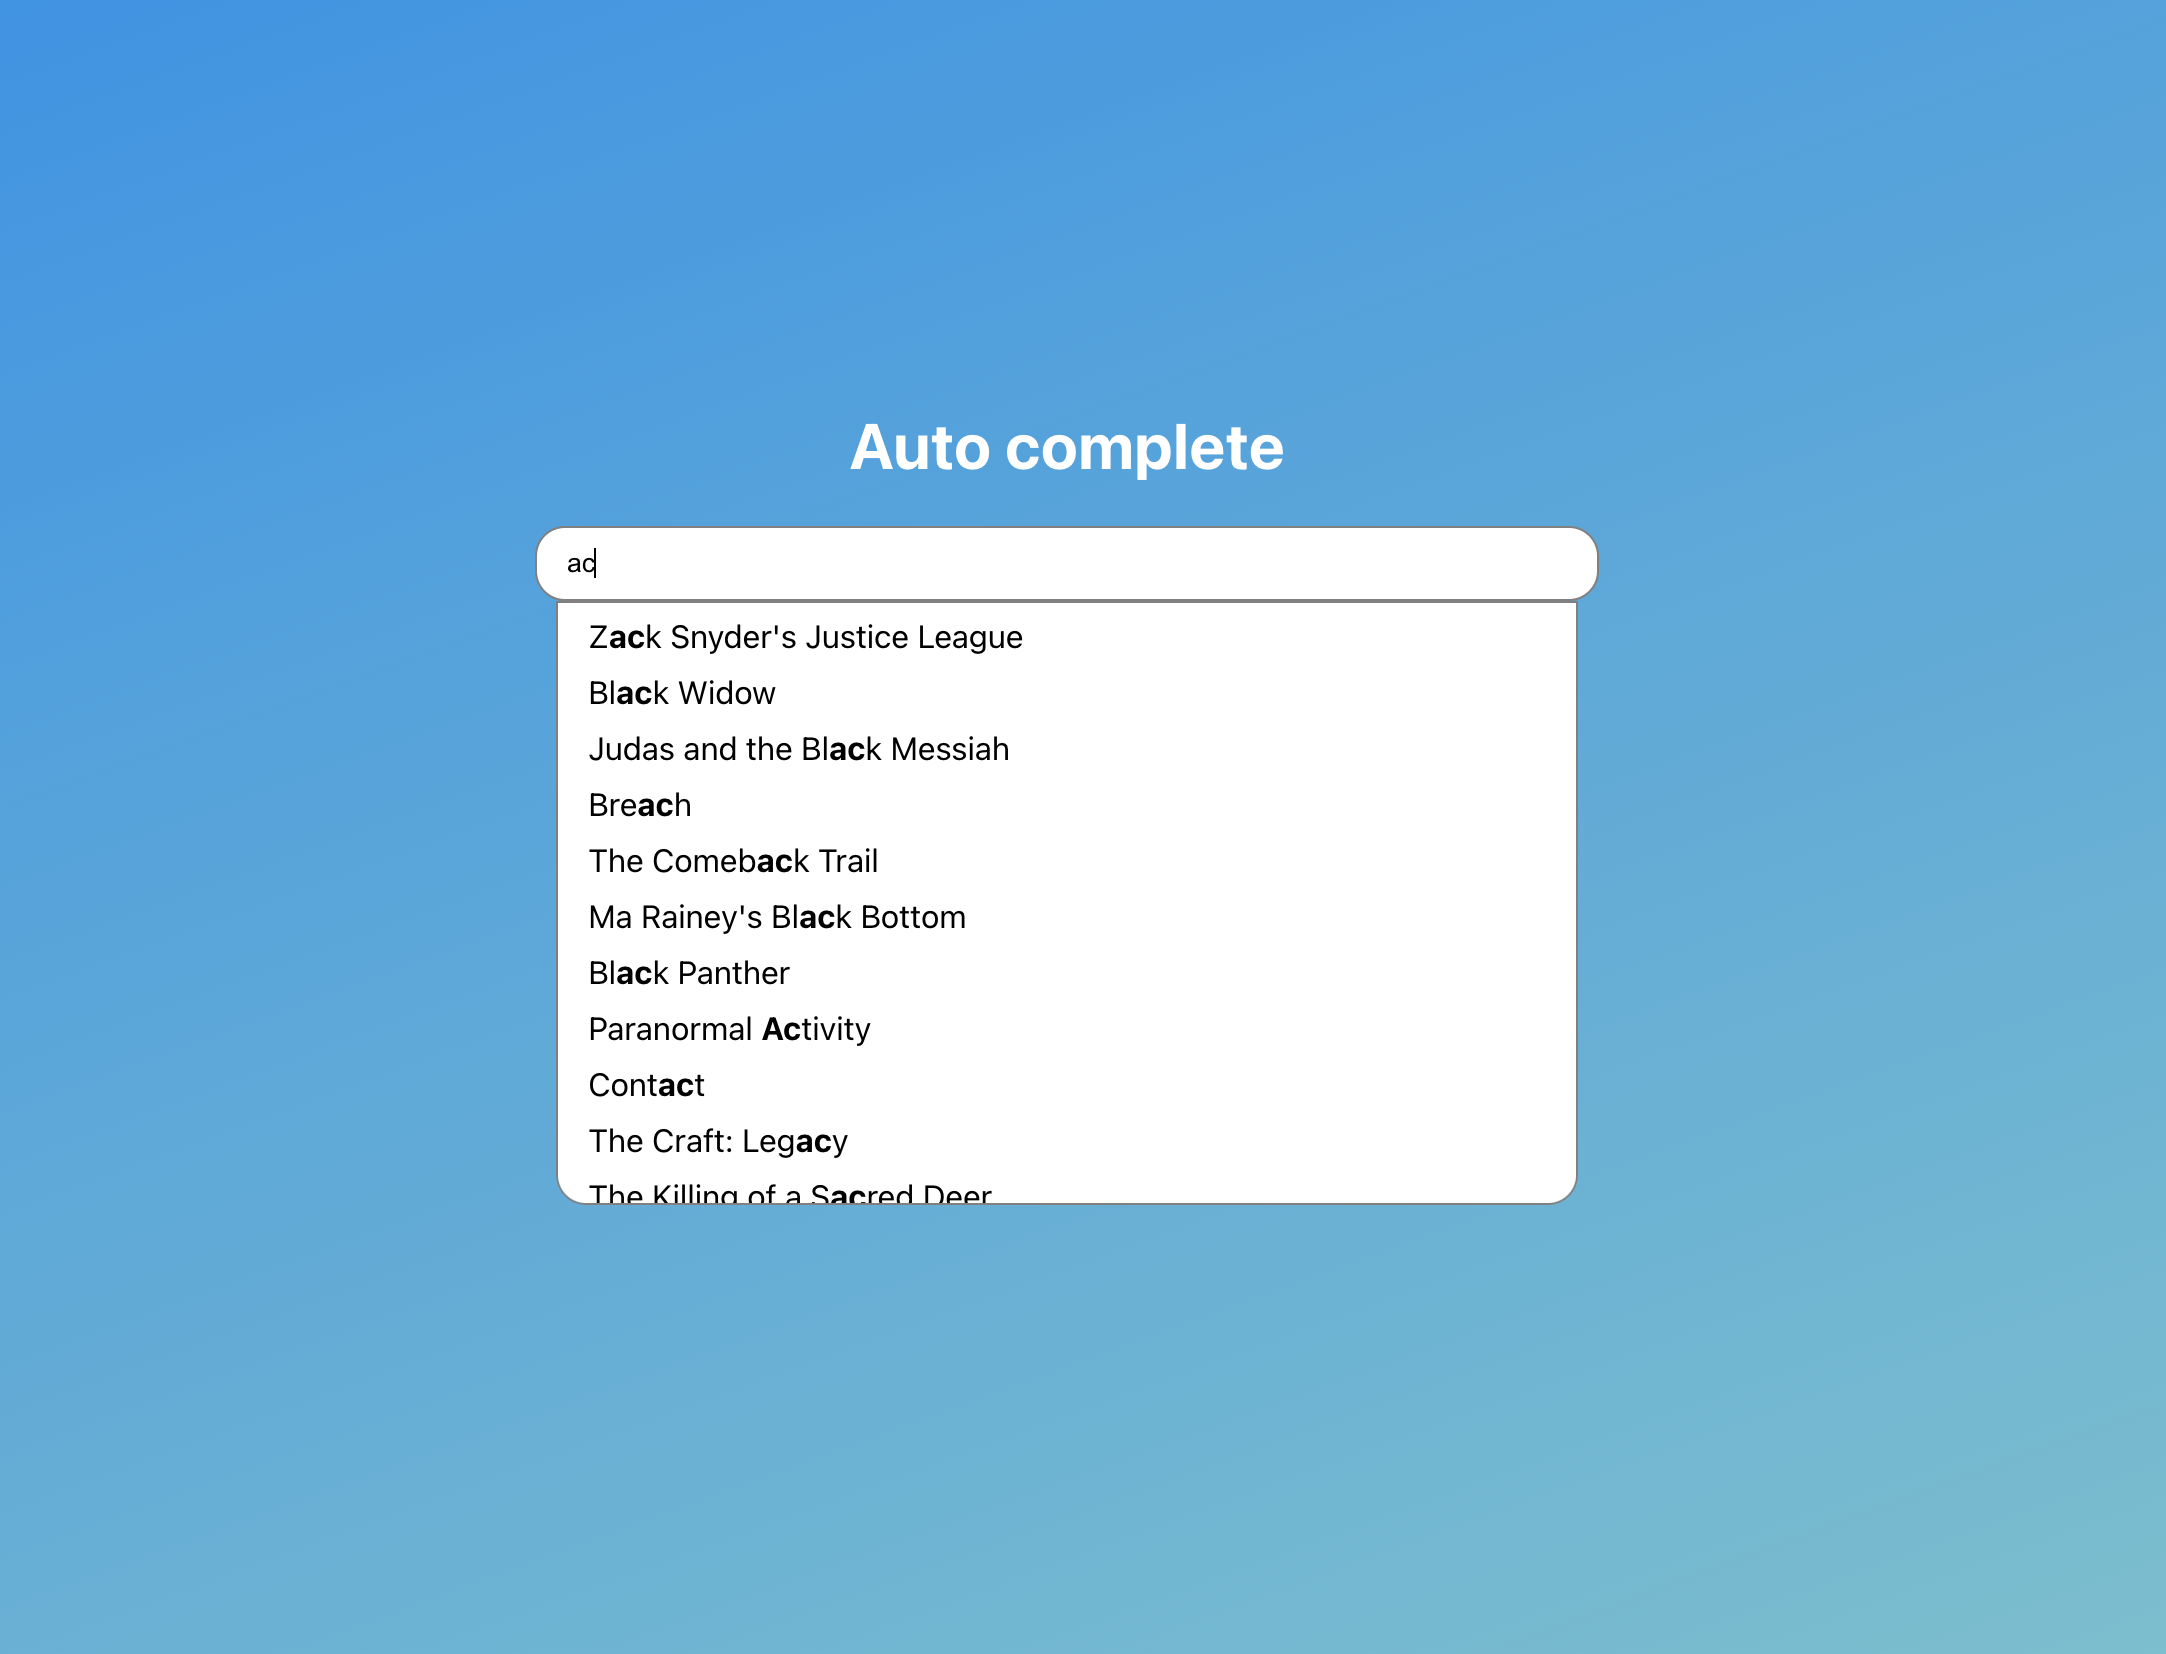 Auto complete
ac
Zack Snyder's Justice League
Black Widow
Judas and the Black Messiah
Breach
The Comeback Trail
Ma Rainey's Black Bottom
Black Panther
Paranormal Activity
Contact
The Craft: Legacy
The Killing of a Sacred Deer